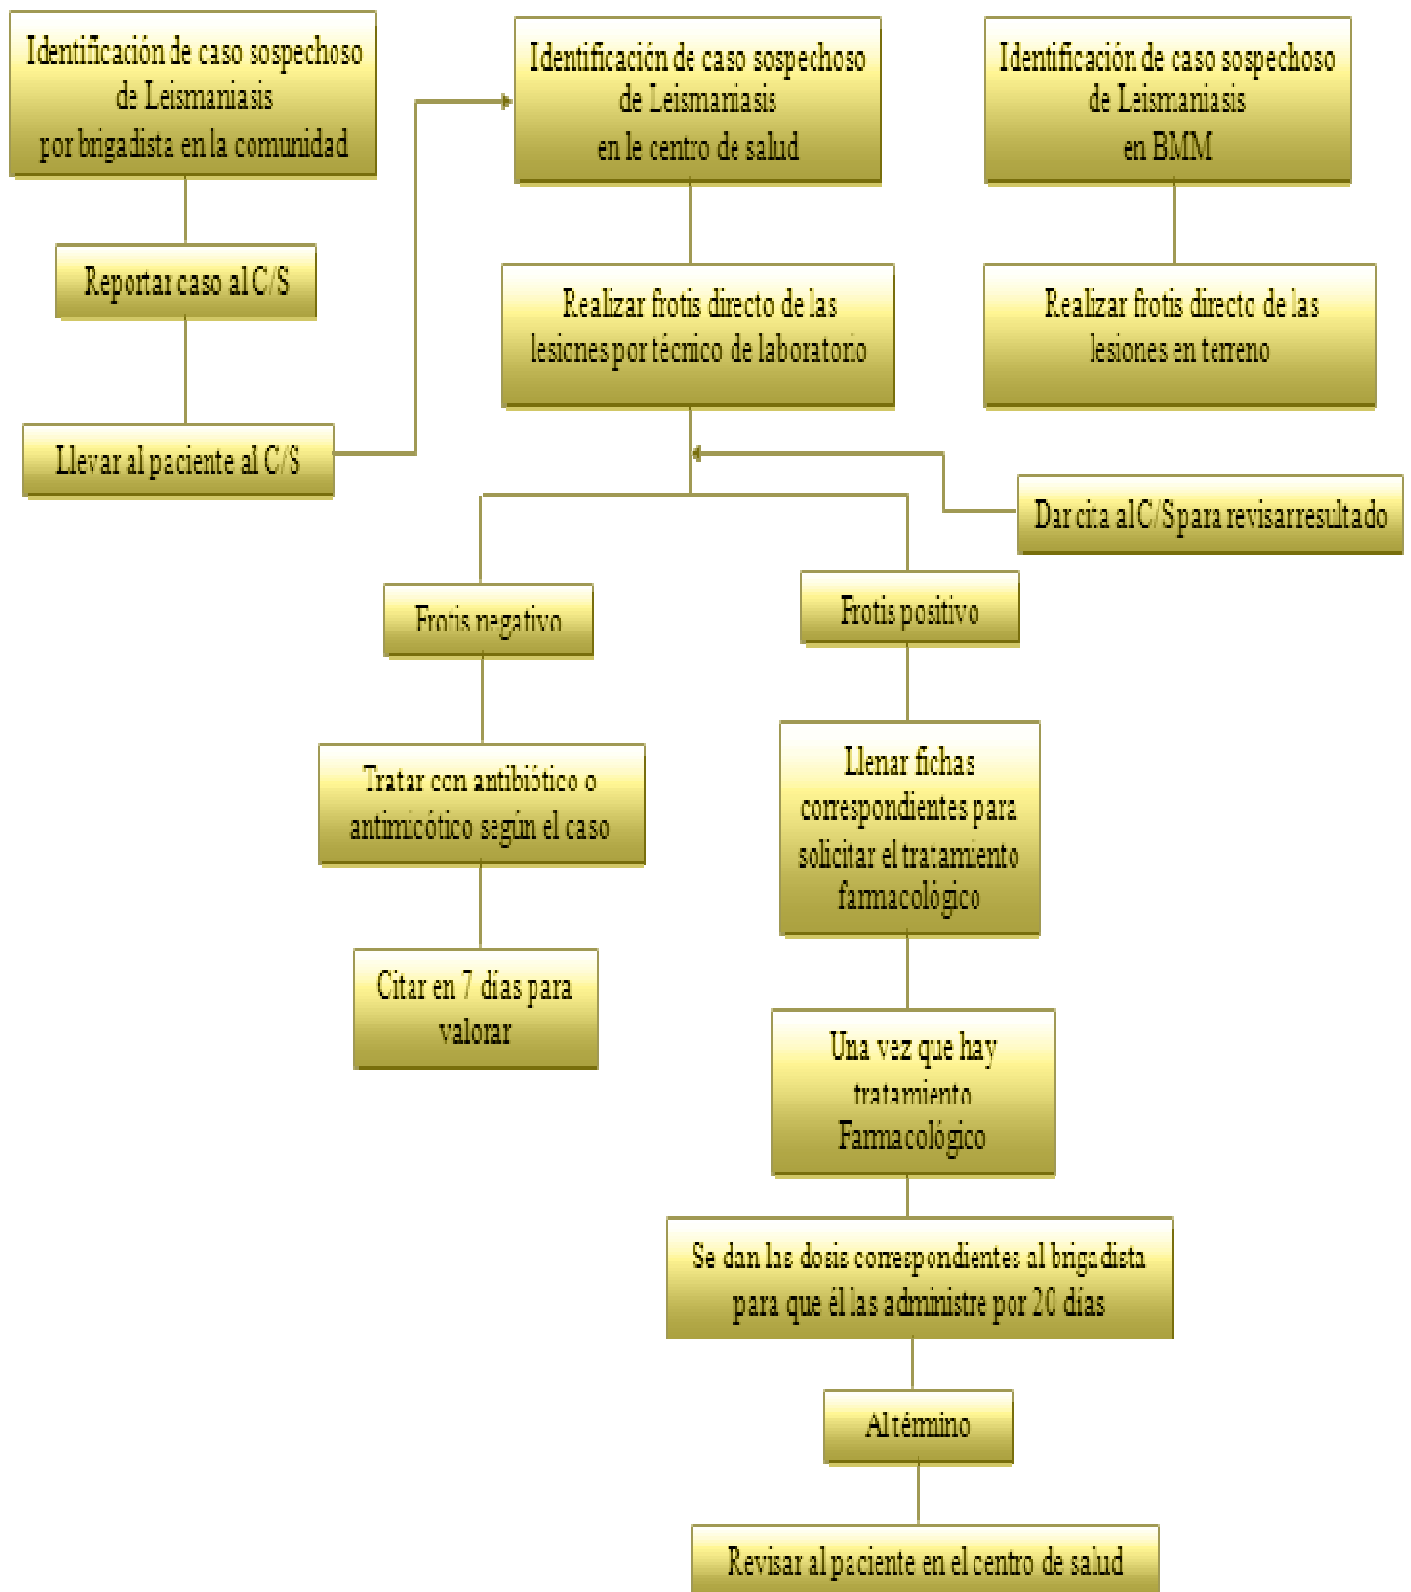 Identificación de caso sospechoso
de Leismaniasis
por brigadista en la comunidad
Identificación de caso sospechoso
de Leismaniasis
en le centro de salud
Identificación de caso sospechoso
de Leismaniasis
en BMM
Reportar caso al C/S
Realizar frotis directo de las
lesiones por técnico de laboratorio
Realizar frotis directo de las
lesiones en terreno
Llevar al paciente al C/S
Dar cita al C/S para revisar resultado
Frotis negativo
Frotis positivo
Tratar con antibiótico o
antimicótico según el caso
Llenar fichas
correspondientes para
solicitar el tratamiento
farmacológico
Citar en 7 días para
valorar
Una vez que hay
tratamiento
Farmacológico
Se dan las dosis correspondientes al brigadista
para que él las administre por 20 días
Al término
Revisar al paciente en el centro de salud